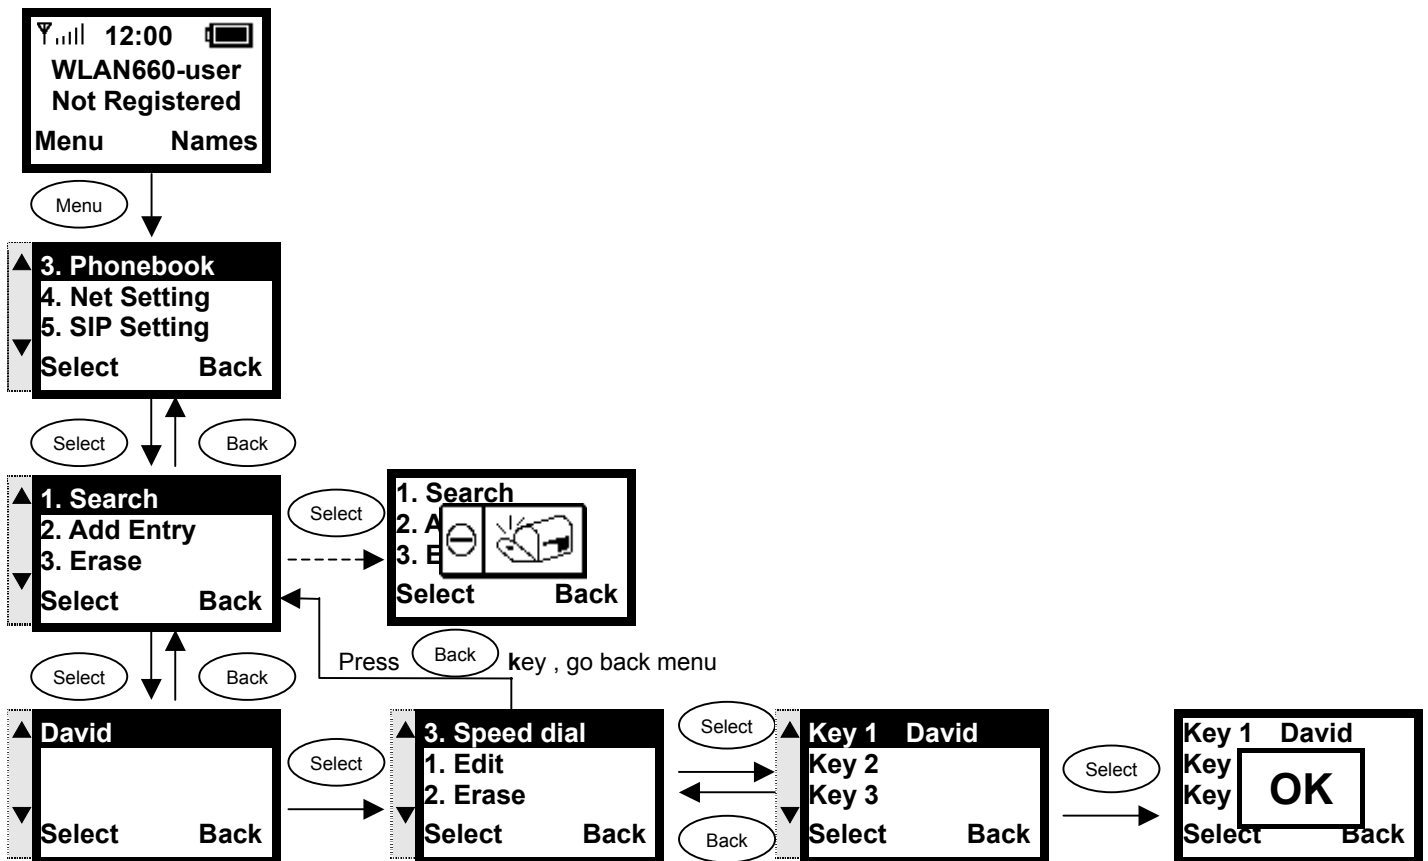 12:00
WLAN660-user
Not Registered
Menu Names
Menu
3. Phonebook
4. Net Setting
5. SIP Setting
Select Back
Select Back
1. Search
2. Add Entry
3. Erase
Select Back
Select
1. Search
2. A
3. E
Select Back
Select Back
Press Back key , go back menu
David
Select Back
Select
3. Speed dial
1. Edit
2. Erase
Select Back
Select
Back
Key 1 David
Key 2
Key 3
Select Back
Select
Key 1 David
Key
Key
OK
Select Back